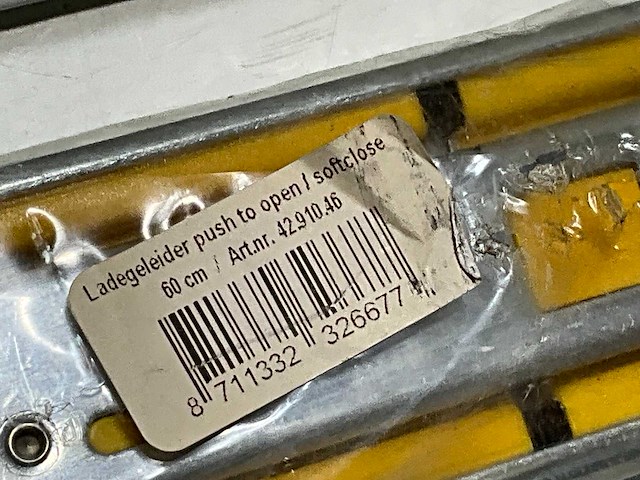 Ladegeleider push to open / softclose
60 cm | Art.nr. 42.910.46
8 711332 326677